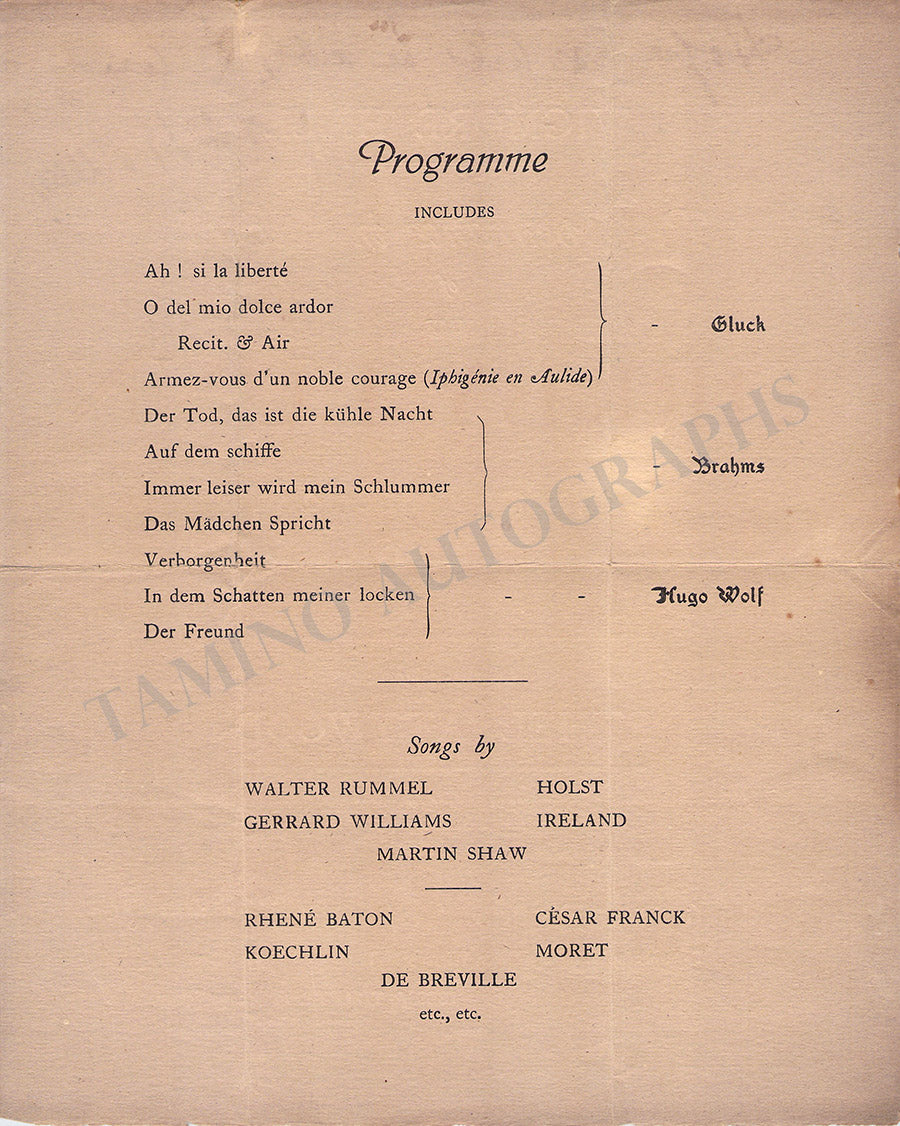 Programme
INCLUDES
Ah ! si la liberté
O del mio dolce ardor
Recit. & Air
Armez-vous d'un noble courage (Iphigénie en Aulide)
- Gluck
Der Tod, das ist die kühle Nacht
Auf dem schiffe
Immer leiser wird mein Schlummer
Das Mädchen Spricht
- Brahms
Verborgenheit
In dem Schatten meiner locken
Der Freund
- - Hugo Wolf
Songs by
WALTER RUMMEL HOLST
GERRARD WILLIAMS IRELAND
MARTIN SHAW
RHENÉ BATON CÉSAR FRANCK
KOECHLIN MORET
DE BREVILLE
etc., etc.
TAMINO AUTOGRAPHS